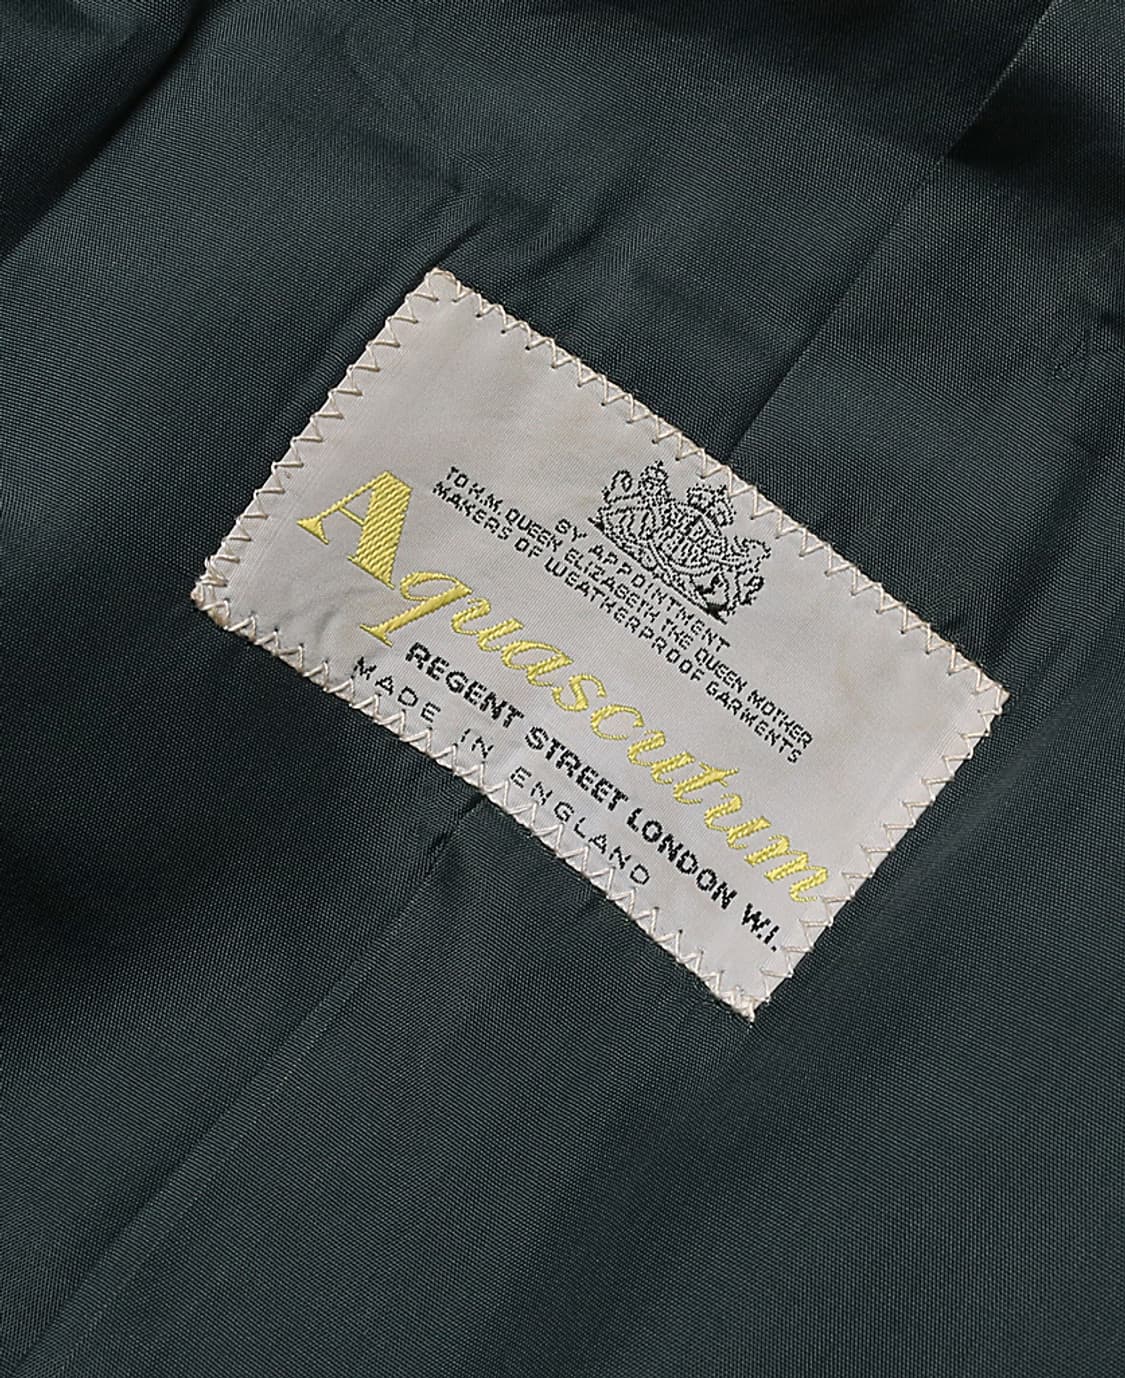 BY APPOINTMENT
TO H.M. QUEEN ELIZABETH THE QUEEN MOTHER
MAKERS OF WEATHERPROOF GARMENTS
Aquascutum
REGENT STREET LONDON W.1.
MADE IN ENGLAND